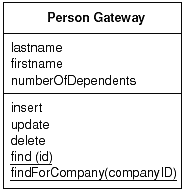 Person Gateway
lastname
firstname
numberOfDependents
insert
update
delete
find (id)
findForCompany(companyID)